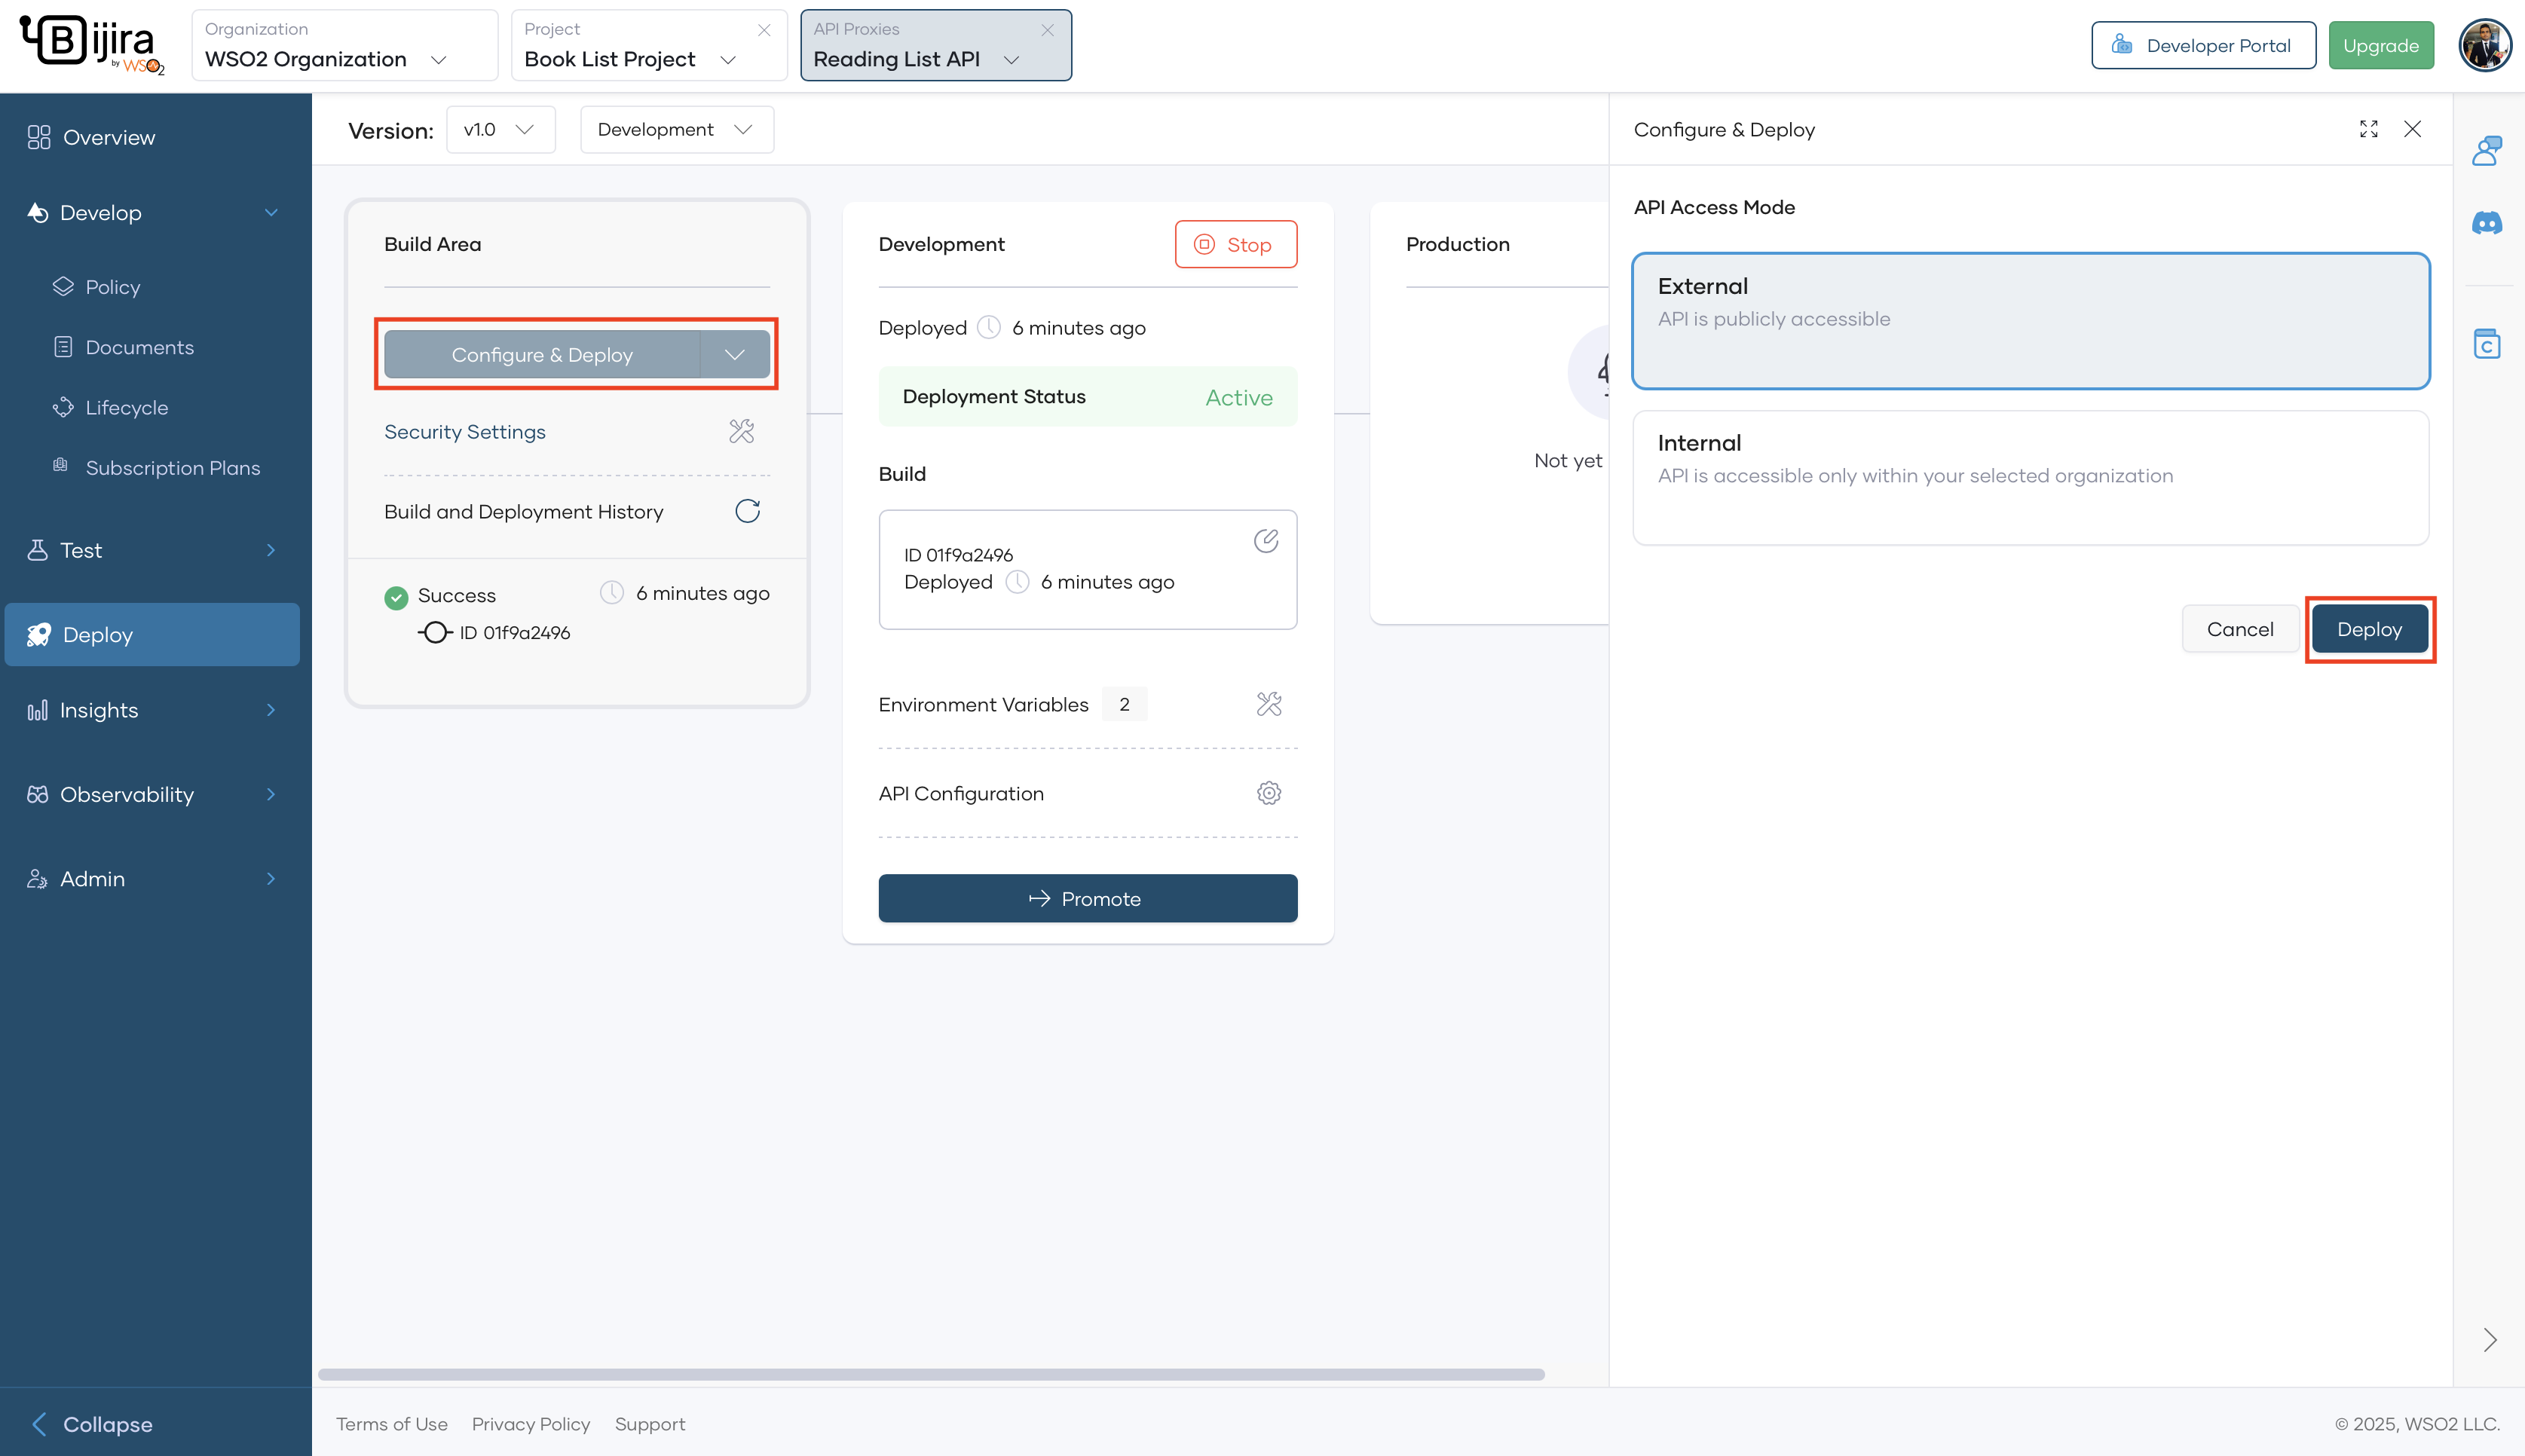 Bijira
by WSO2
Organization
WSO2 Organization
Project
Book List Project
API Proxies
Reading List API
Developer Portal
Upgrade
Overview
Develop
Policy
Documents
Lifecycle
Subscription Plans
Test
Deploy
Insights
Observability
Admin
Collapse
Version:
v1.0
Development
Build Area
Configure & Deploy
Security Settings
Build and Deployment History
Success
6 minutes ago
ID 01f9a2496
Development
Stop
Deployed 6 minutes ago
Deployment Status
Active
Build
ID 01f9a2496
Deployed 6 minutes ago
Environment Variables 2
API Configuration
Promote
Production
Not yet
Configure & Deploy
API Access Mode
External
API is publicly accessible
Internal
API is accessible only within your selected organization
Cancel
Deploy
C
Terms of Use
Privacy Policy
Support
© 2025, WSO2 LLC.